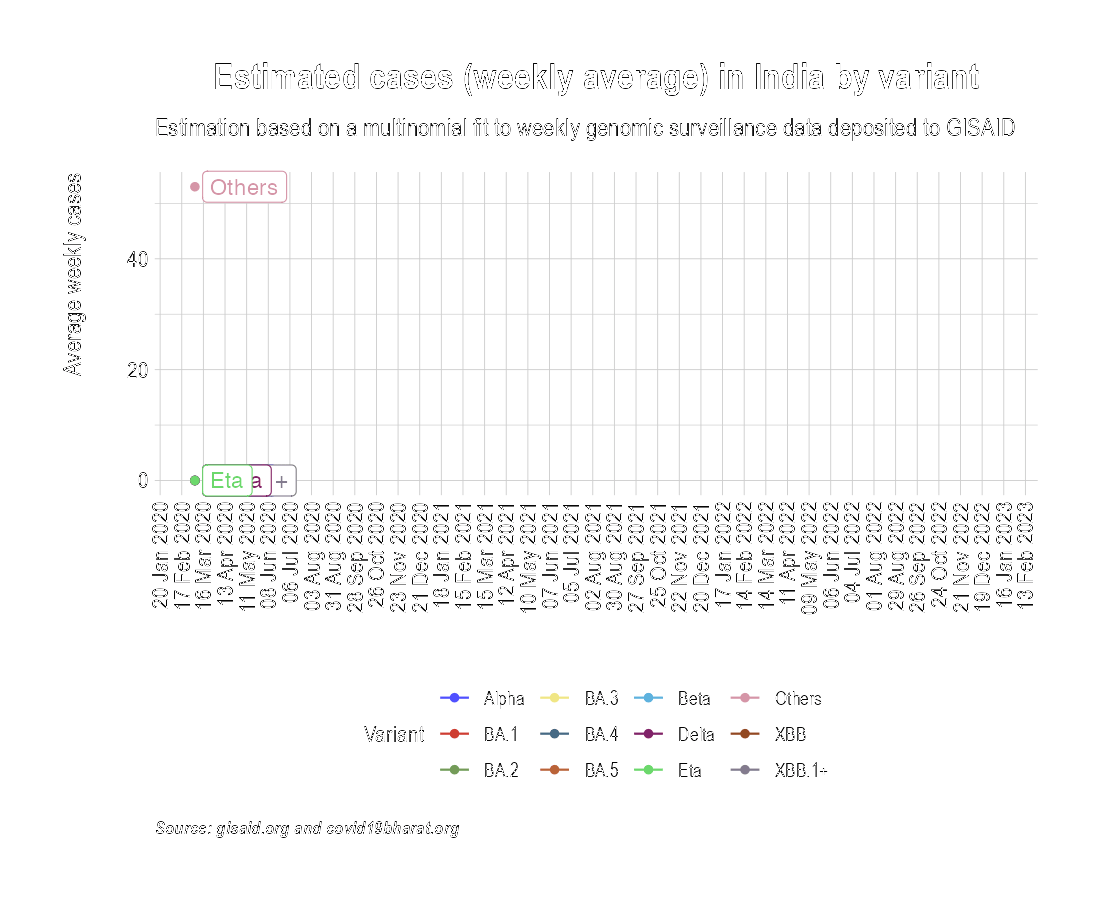 Estimated cases (weekly average) in India by variant
Estimation based on a multinomial fit to weekly genomic surveillance data deposited to GISAID
Average weekly cases
Others
40
20
0
Eta
a
+
20 Jan 2020
17 Feb 2020
16 Mar 2020
13 Apr 2020
11 May 2020
08 Jun 2020
06 Jul 2020
03 Aug 2020
31 Aug 2020
28 Sep 2020
26 Oct 2020
23 Nov 2020
21 Dec 2020
18 Jan 2021
15 Feb 2021
15 Mar 2021
12 Apr 2021
10 May 2021
07 Jun 2021
05 Jul 2021
02 Aug 2021
30 Aug 2021
27 Sep 2021
25 Oct 2021
22 Nov 2021
20 Dec 2021
17 Jan 2022
14 Feb 2022
14 Mar 2022
11 Apr 2022
09 May 2022
06 Jun 2022
04 Jul 2022
01 Aug 2022
29 Aug 2022
26 Sep 2022
24 Oct 2022
21 Nov 2022
19 Dec 2022
16 Jan 2023
13 Feb 2023
Variant
Alpha
BA.1
BA.2
BA.3
BA.4
BA.5
Beta
Delta
Eta
Others
XBB
XBB.1+
Source: gisaid.org and covid19bharat.org